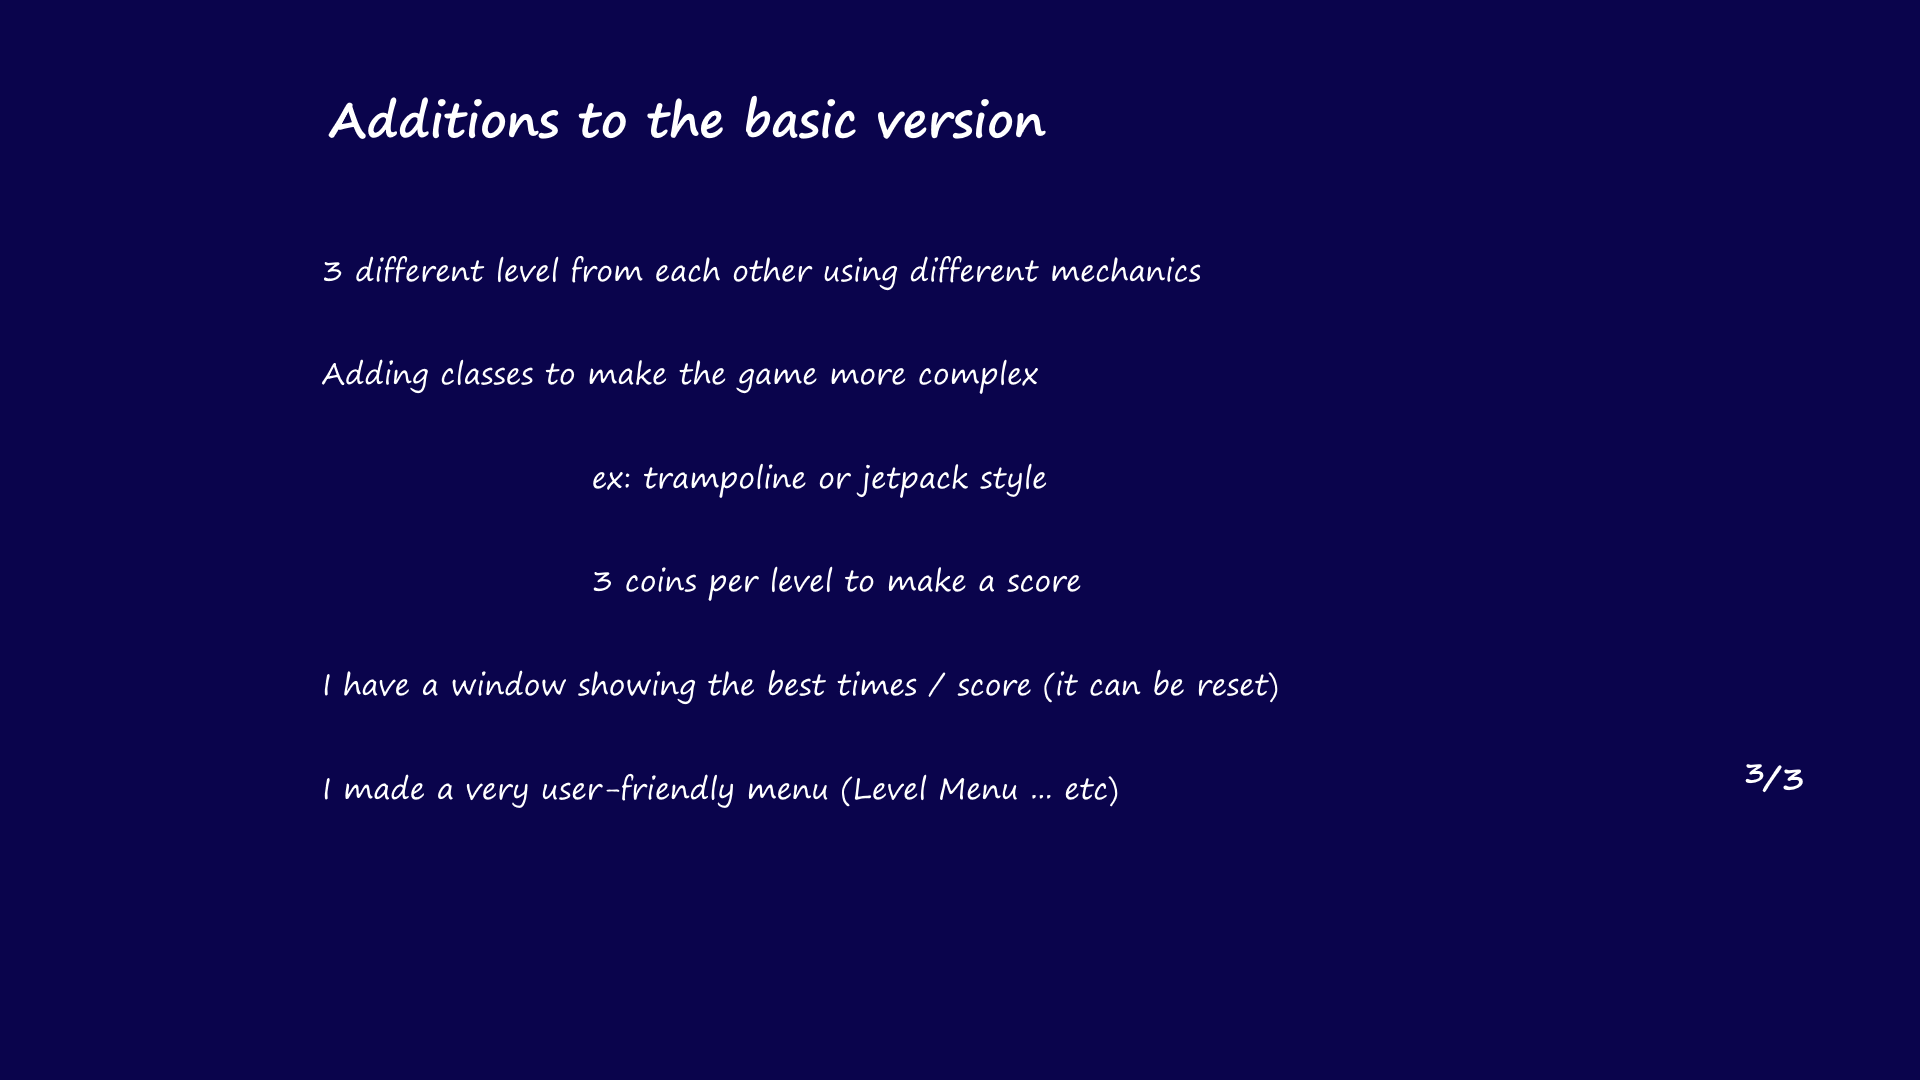 Additions to the basic version
3 different level from each other using different mechanics
Adding classes to make the game more complex
ex: trampoline or jetpack style
3 coins per level to make a score
I have a window showing the best times / score (it can be reset)
I made a very user-friendly menu (Level Menu ... etc)
3/3